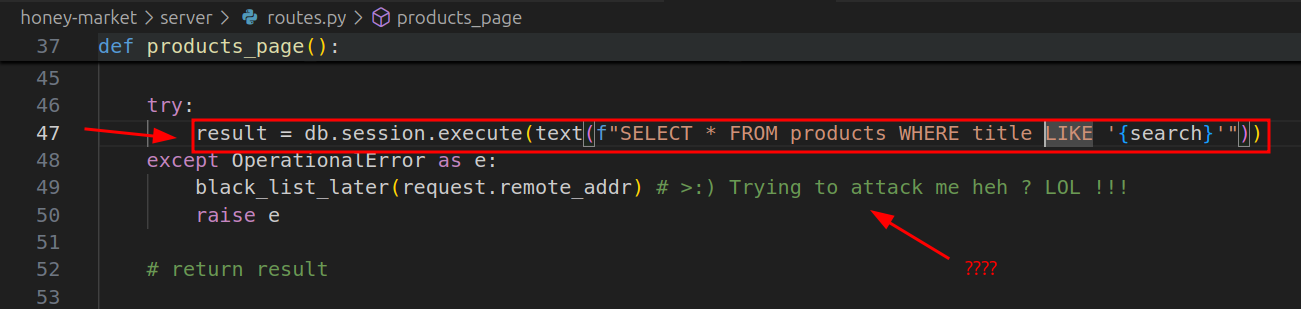 honey-market > server > routes.py > products_page
37 def products_page():
45
46 try:
47 result = db.session.execute(text(f"SELECT * FROM products WHERE title LIKE '{search}'"))
48 except OperationalError as e:
49 black_list_later(request.remote_addr) # >:) Trying to attack me heh ? LOL !!!
50 raise e
51
52 # return result
????
53